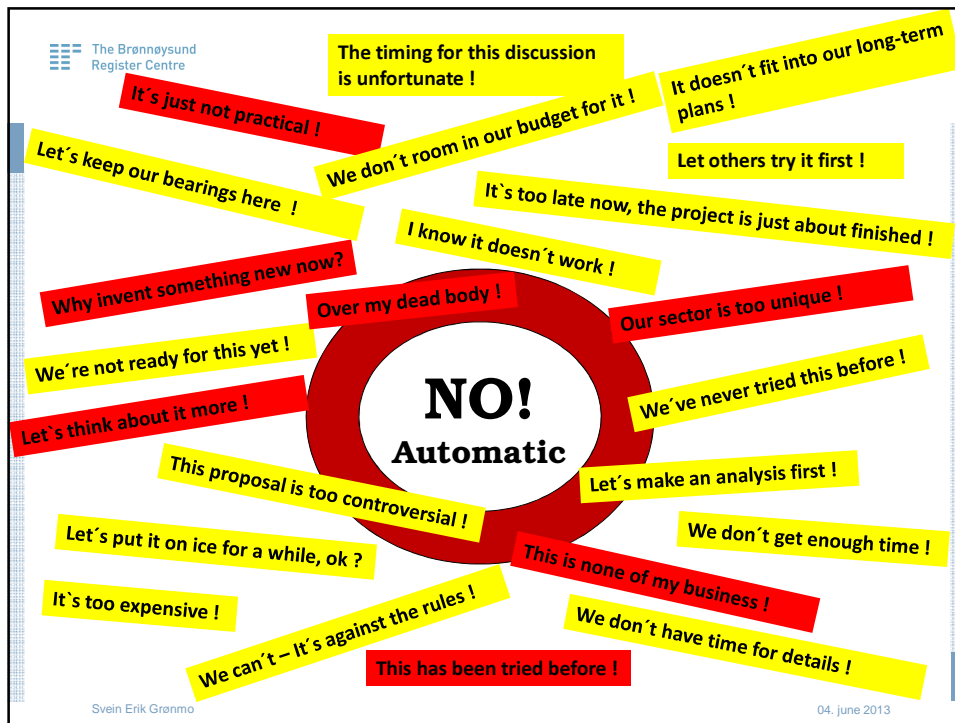 The Brønnøysund
Register Centre
The timing for this discussion
is unfortunate !
It doesn´t fit into our long-term
plans !
It´s just not practical !
We don´t room in our budget for it !
Let others try it first !
Let´s keep our bearings here  !
It`s too late now, the project is just about finished !
I know it doesn´t work !
Why invent something new now?
Over my dead body !
Our sector is too unique !
We´re not ready for this yet !
We´ve never tried this before !
Let`s think about it more !
NO!
Automatic
This proposal is too controversial !
Let´s make an analysis first !
Let´s put it on ice for a while, ok ?
We don´t get enough time !
This is none of my business !
It`s too expensive !
We can´t – It´s against the rules !
We don´t have time for details !
This has been tried before !
Svein Erik Grønmo
04. june 2013